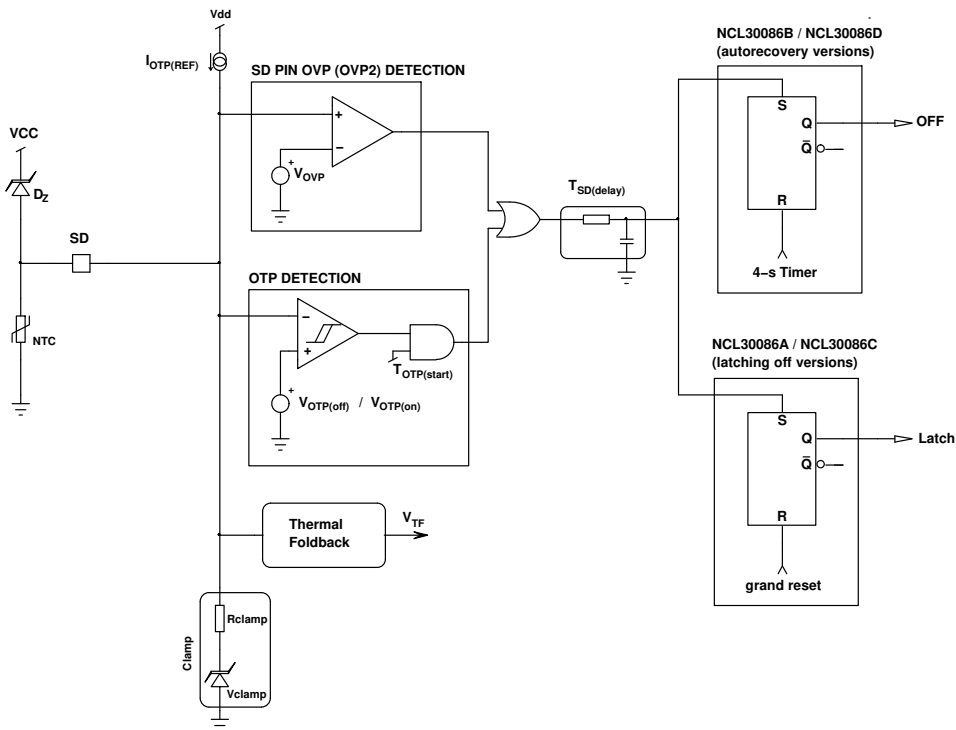 Vdd
I_OTP(REF)
VCC
D_Z
SD
NTC
SD PIN OVP (OVP2) DETECTION
+
−
+
V_OVP
OTP DETECTION
−
+
T_OTP(start)
+
V_OTP(off) / V_OTP(on)
T_SD(delay)
Thermal
Foldback
V_TF
Clamp
Rclamp
Vclamp
NCL30086B / NCL30086D
(autorecovery versions)
S
Q
OFF
Q̅
R
4−s Timer
NCL30086A / NCL30086C
(latching off versions)
S
Q
Latch
Q̅
R
grand reset